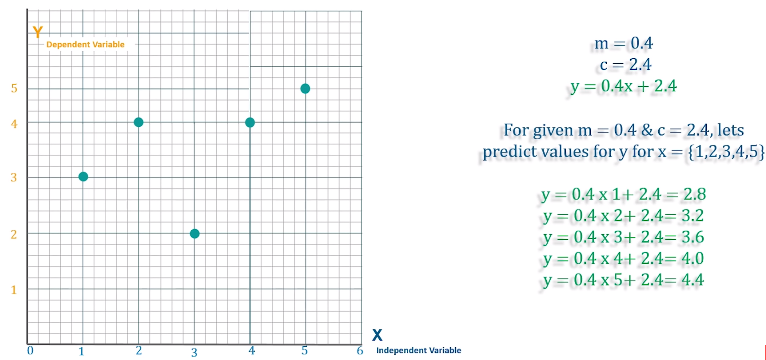 Y
Dependent Variable
5
4
3
2
1
0 1 2 3 4 5 6
X
Independent Variable
m = 0.4
c = 2.4
y = 0.4x + 2.4
For given m = 0.4 & c = 2.4, lets
predict values for y for x = {1,2,3,4,5}
y = 0.4 x 1+ 2.4 = 2.8
y = 0.4 x 2+ 2.4= 3.2
y = 0.4 x 3+ 2.4= 3.6
y = 0.4 x 4+ 2.4= 4.0
y = 0.4 x 5+ 2.4= 4.4